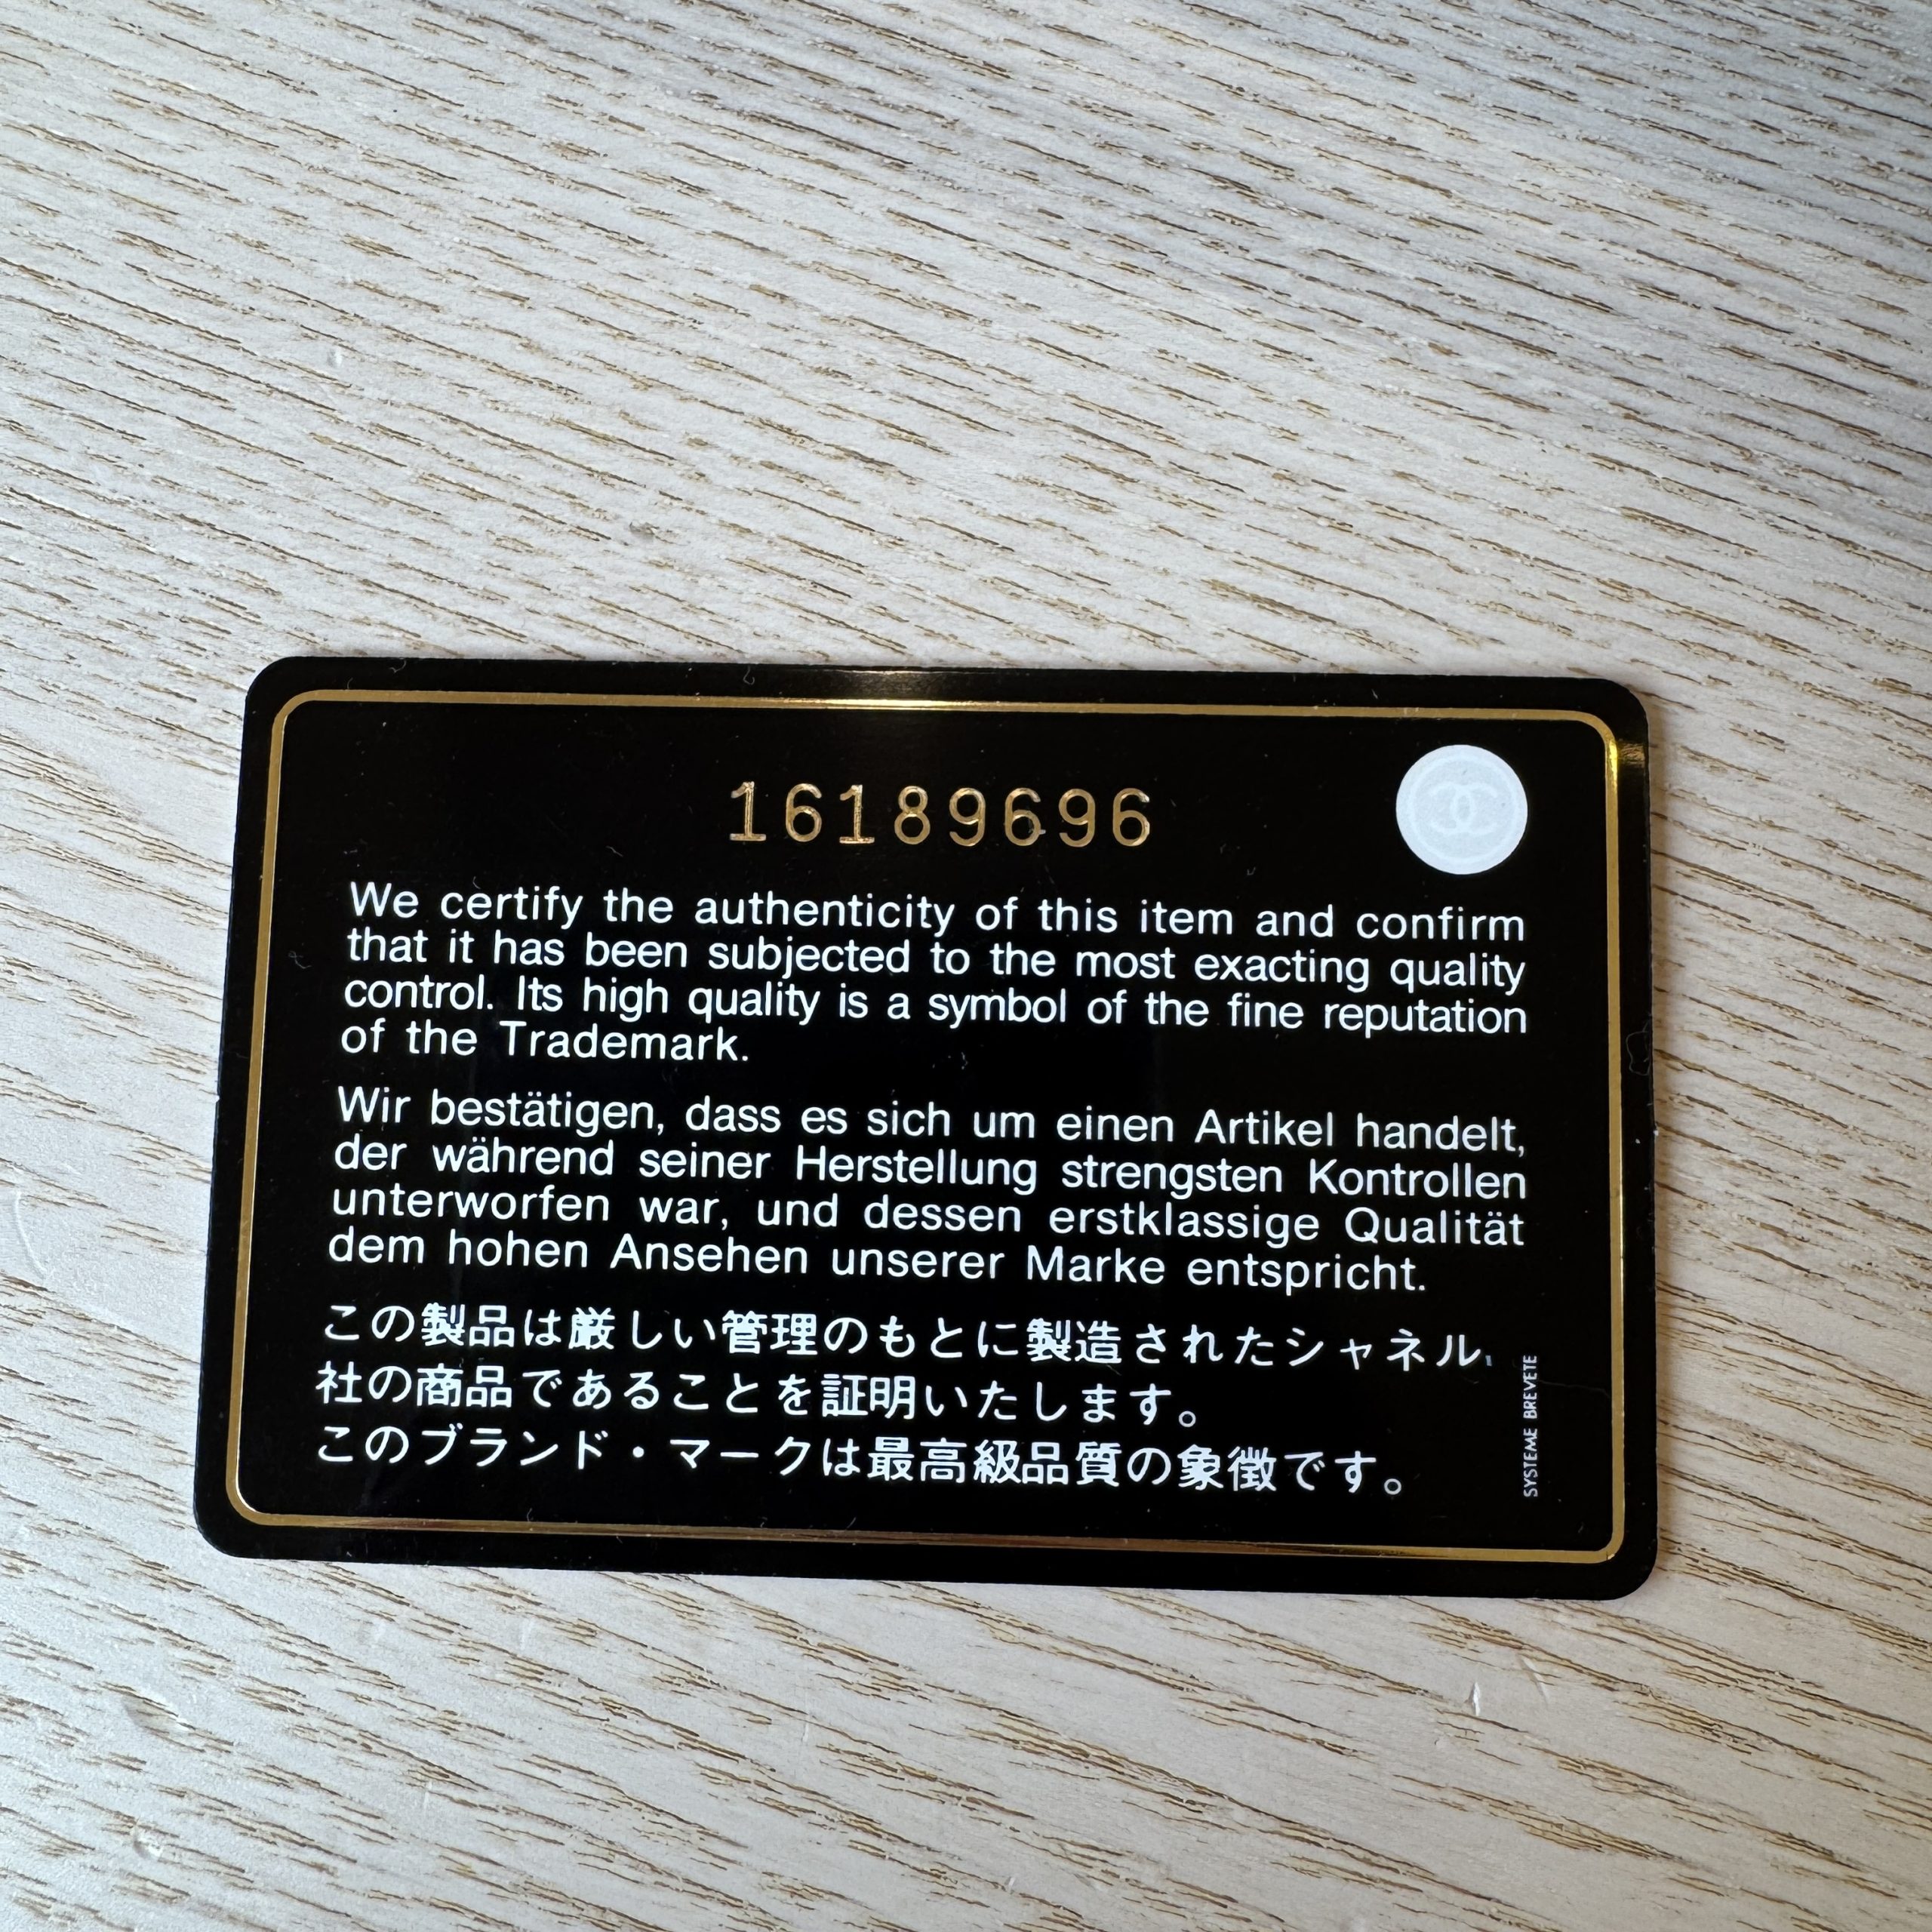 16189696
We certify the authenticity of this item and confirm
that it has been subjected to the most exacting quality
control. Its high quality is a symbol of the fine reputation
of the Trademark.
Wir bestätigen, dass es sich um einen Artikel handelt,
der während seiner Herstellung strengsten Kontrollen
unterworfen war, und dessen erstklassige Qualität
dem hohen Ansehen unserer Marke entspricht.
この製品は厳しい管理のもとに製造されたシャネル
社の商品であることを証明いたします。
このブランド・マークは最高級品質の象徴です。
SYSTEME BREVETE